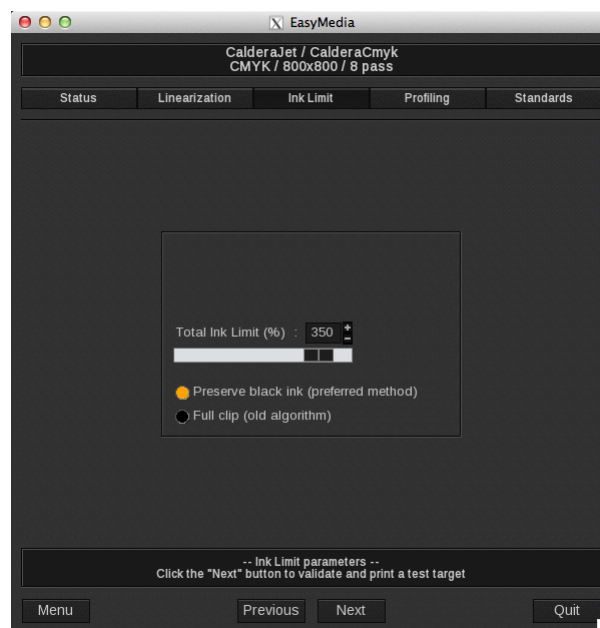 EasyMedia
CalderaJet / CalderaCmyk
CMYK / 800x800 / 8 pass
Status Linearization Ink Limit Profiling Standards
Total Ink Limit (%) : 350 + -
Preserve black ink (preferred method)
Full clip (old algorithm)
-- Ink Limit parameters --
Click the "Next" button to validate and print a test target
Menu Previous Next Quit